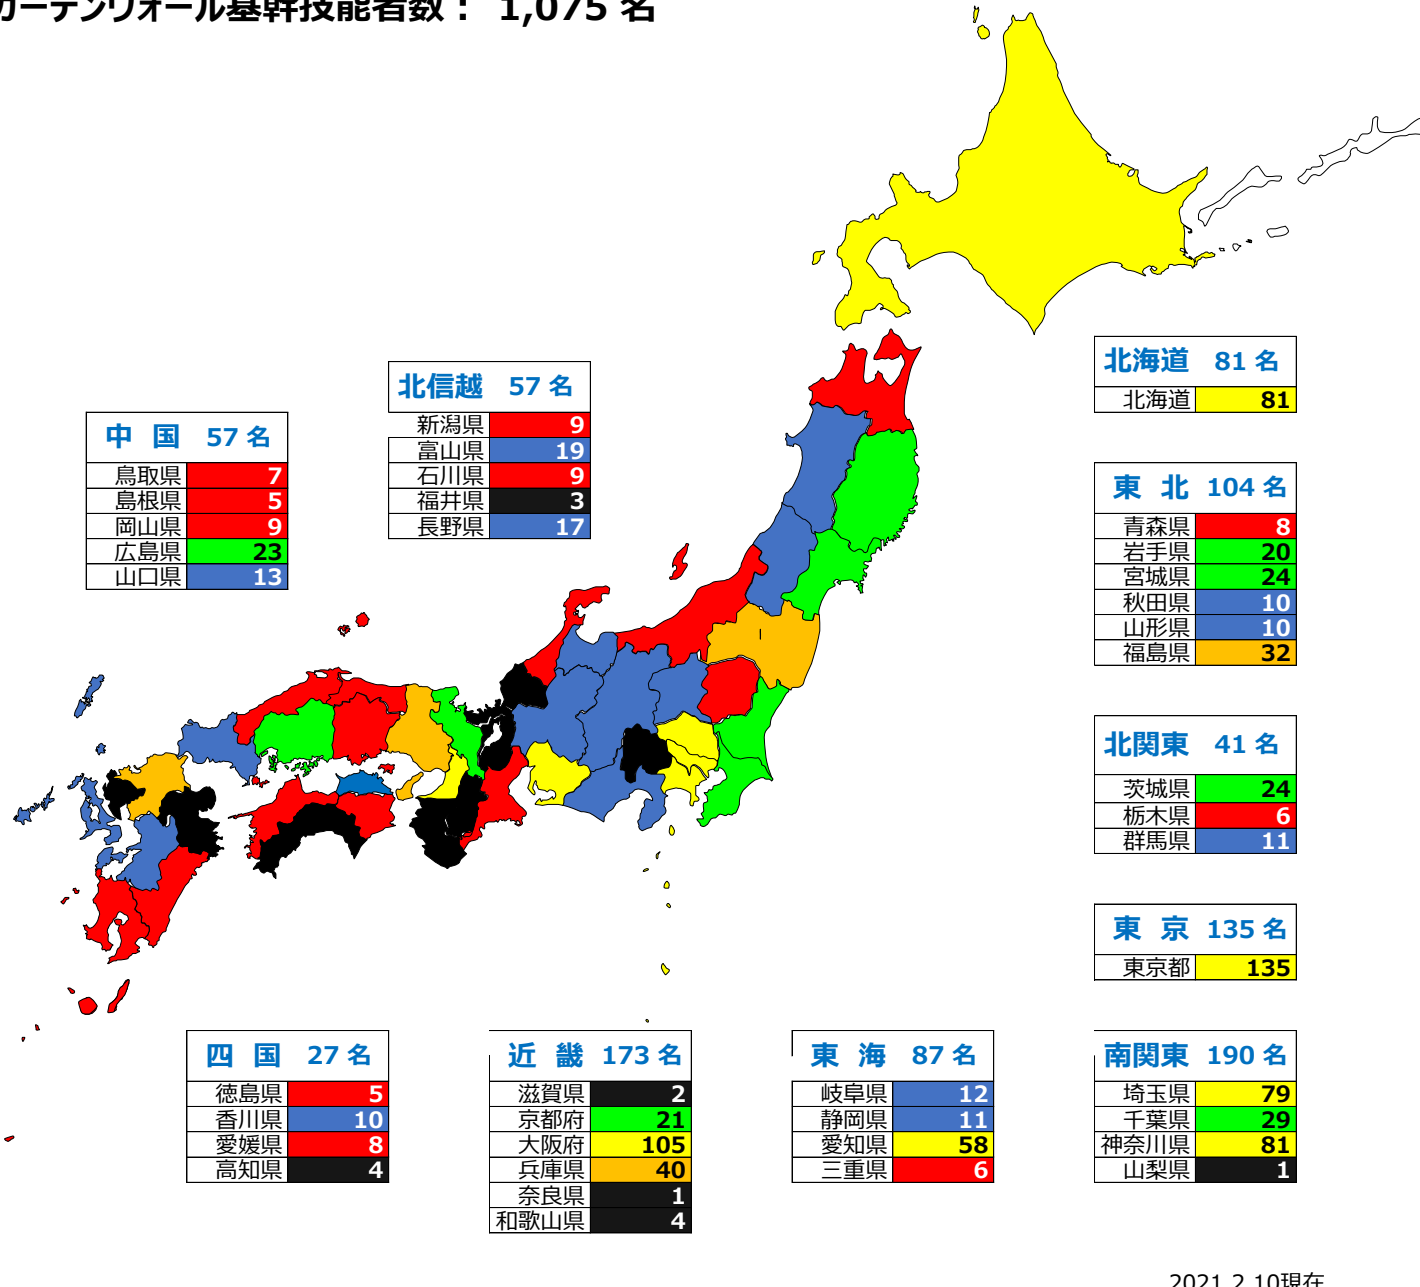 カーテンウォール基幹技能者数： 1,075 名
北海道 81 名
北海道 81
北信越 57 名
新潟県 9
富山県 19
石川県 9
福井県 3
長野県 17
中 国 57 名
鳥取県 7
島根県 5
岡山県 9
広島県 23
山口県 13
東 北 104 名
青森県 8
岩手県 20
宮城県 24
秋田県 10
山形県 10
福島県 32
北関東 41 名
茨城県 24
栃木県 6
群馬県 11
東 京 135 名
東京都 135
四 国 27 名
徳島県 5
香川県 10
愛媛県 8
高知県 4
近 畿 173 名
滋賀県 2
京都府 21
大阪府 105
兵庫県 40
奈良県 1
和歌山県 4
東 海 87 名
岐阜県 12
静岡県 11
愛知県 58
三重県 6
南関東 190 名
埼玉県 79
千葉県 29
神奈川県 81
山梨県 1
2021.2.10現在